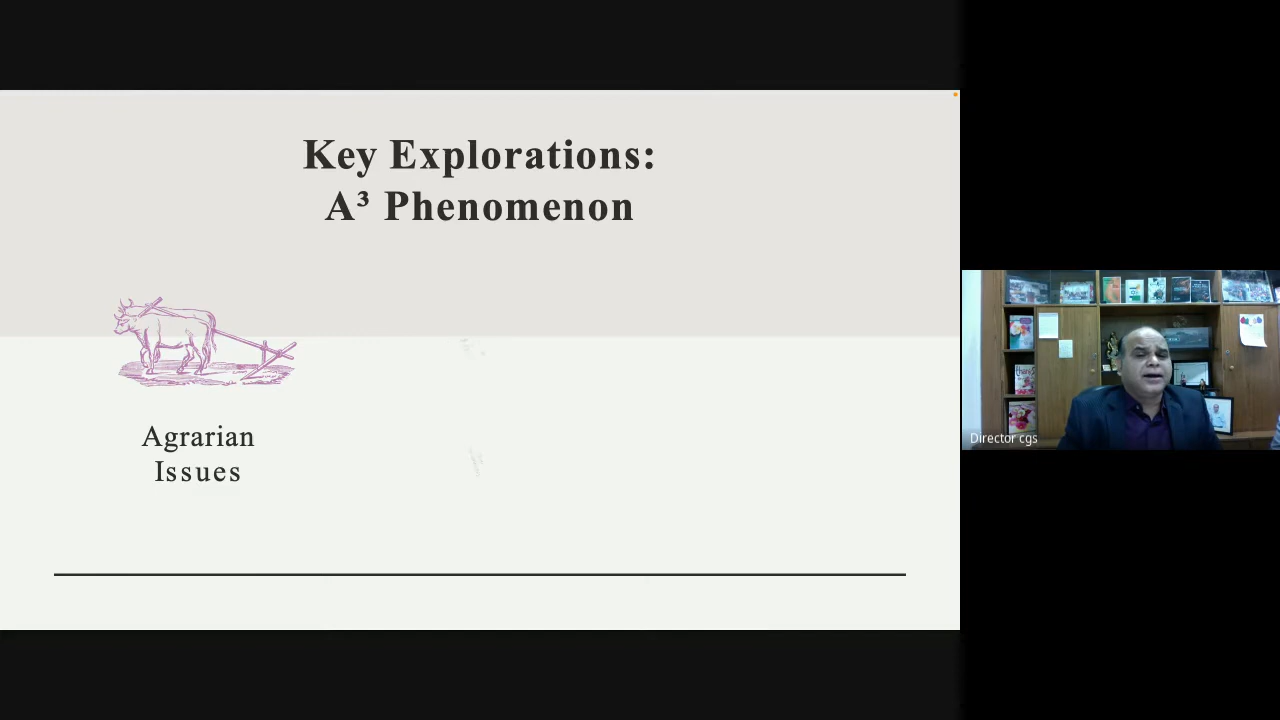 Key Explorations:
A³ Phenomenon
Agrarian
Issues
Director cgs